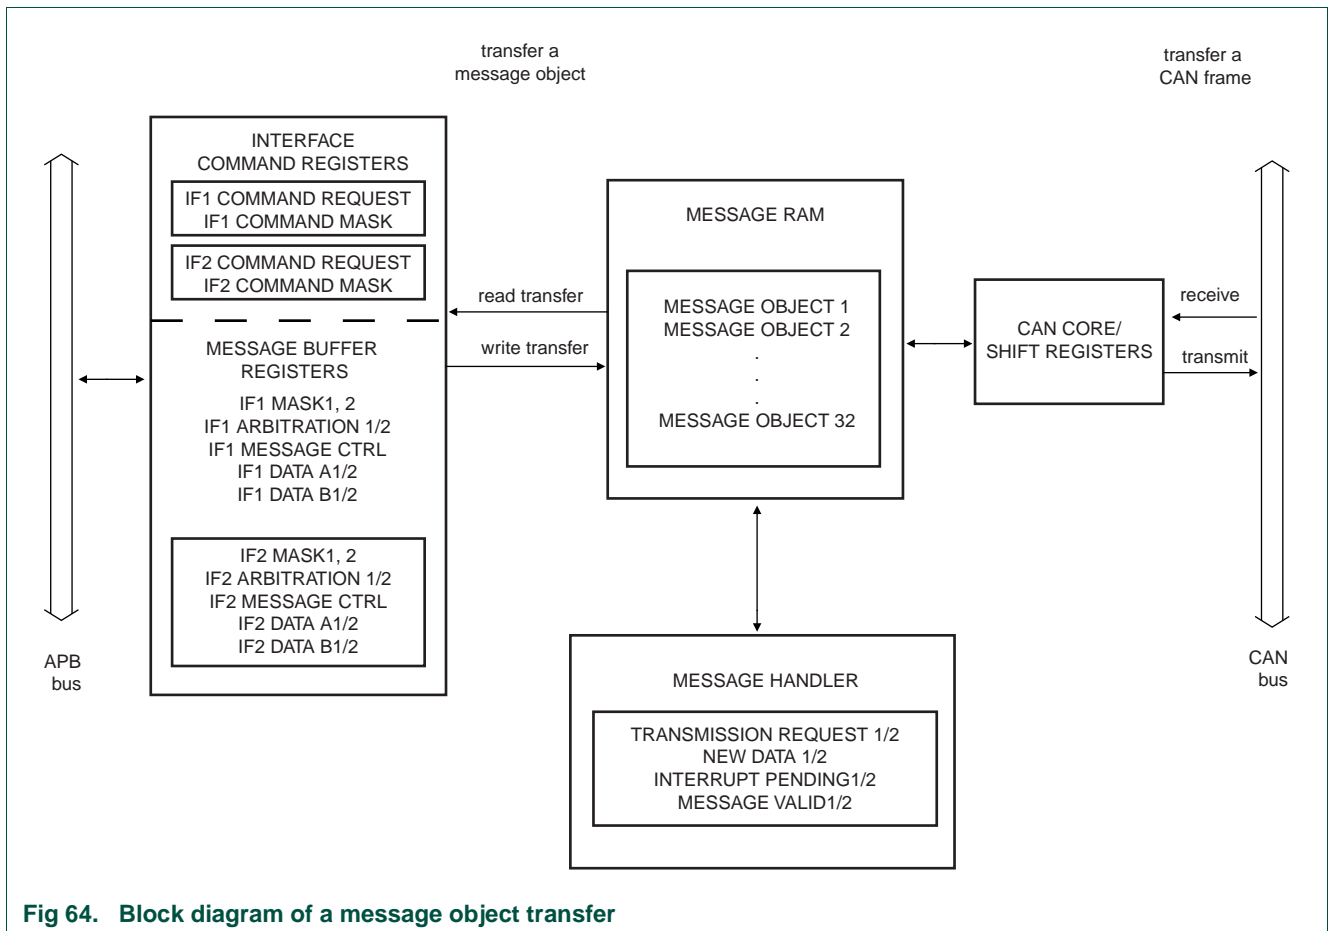 transfer a
message object
transfer a
CAN frame
INTERFACE
COMMAND REGISTERS
IF1 COMMAND REQUEST
IF1 COMMAND MASK
IF2 COMMAND REQUEST
IF2 COMMAND MASK
MESSAGE BUFFER
REGISTERS
IF1 MASK1, 2
IF1 ARBITRATION 1/2
IF1 MESSAGE CTRL
IF1 DATA A1/2
IF1 DATA B1/2
IF2 MASK1, 2
IF2 ARBITRATION 1/2
IF2 MESSAGE CTRL
IF2 DATA A1/2
IF2 DATA B1/2
APB
bus
read transfer
write transfer
MESSAGE RAM
MESSAGE OBJECT 1
MESSAGE OBJECT 2
.
.
.
MESSAGE OBJECT 32
CAN CORE/
SHIFT REGISTERS
receive
transmit
CAN
bus
MESSAGE HANDLER
TRANSMISSION REQUEST 1/2
NEW DATA 1/2
INTERRUPT PENDING1/2
MESSAGE VALID1/2
Fig 64. Block diagram of a message object transfer